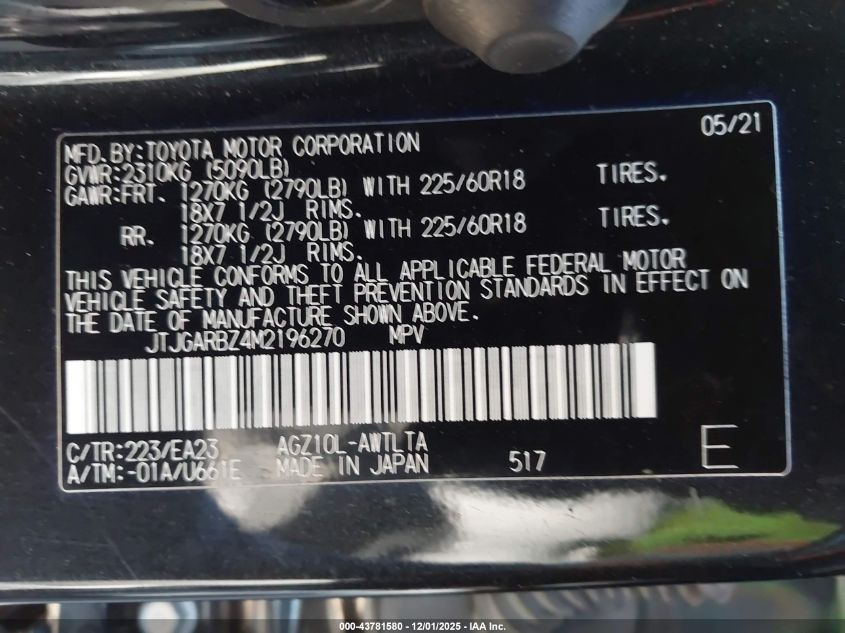 05/21
MFD.BY:TOYOTA MOTOR CORPORATION
GVWR:2310KG (5090LB)
GAWR:FRT. 1270KG (2790LB) WITH 225/60R18 TIRES.
18X7 1/2J RIMS.
RR. 1270KG (2790LB) WITH 225/60R18 TIRES.
18X7 1/2J RIMS.
THIS VEHICLE CONFORMS TO ALL APPLICABLE FEDERAL MOTOR
VEHICLE SAFETY AND THEFT PREVENTION STANDARDS IN EFFECT ON
THE DATE OF MANUFACTURE SHOWN ABOVE.
JTJGARBZ4M2196270 MPV
C/TR:223/EA23 AGZ10L-AWTLTA
A/TM:-01A/U661E MADE IN JAPAN 517 E
000-43781580 - 12/01/2025 - IAA Inc.